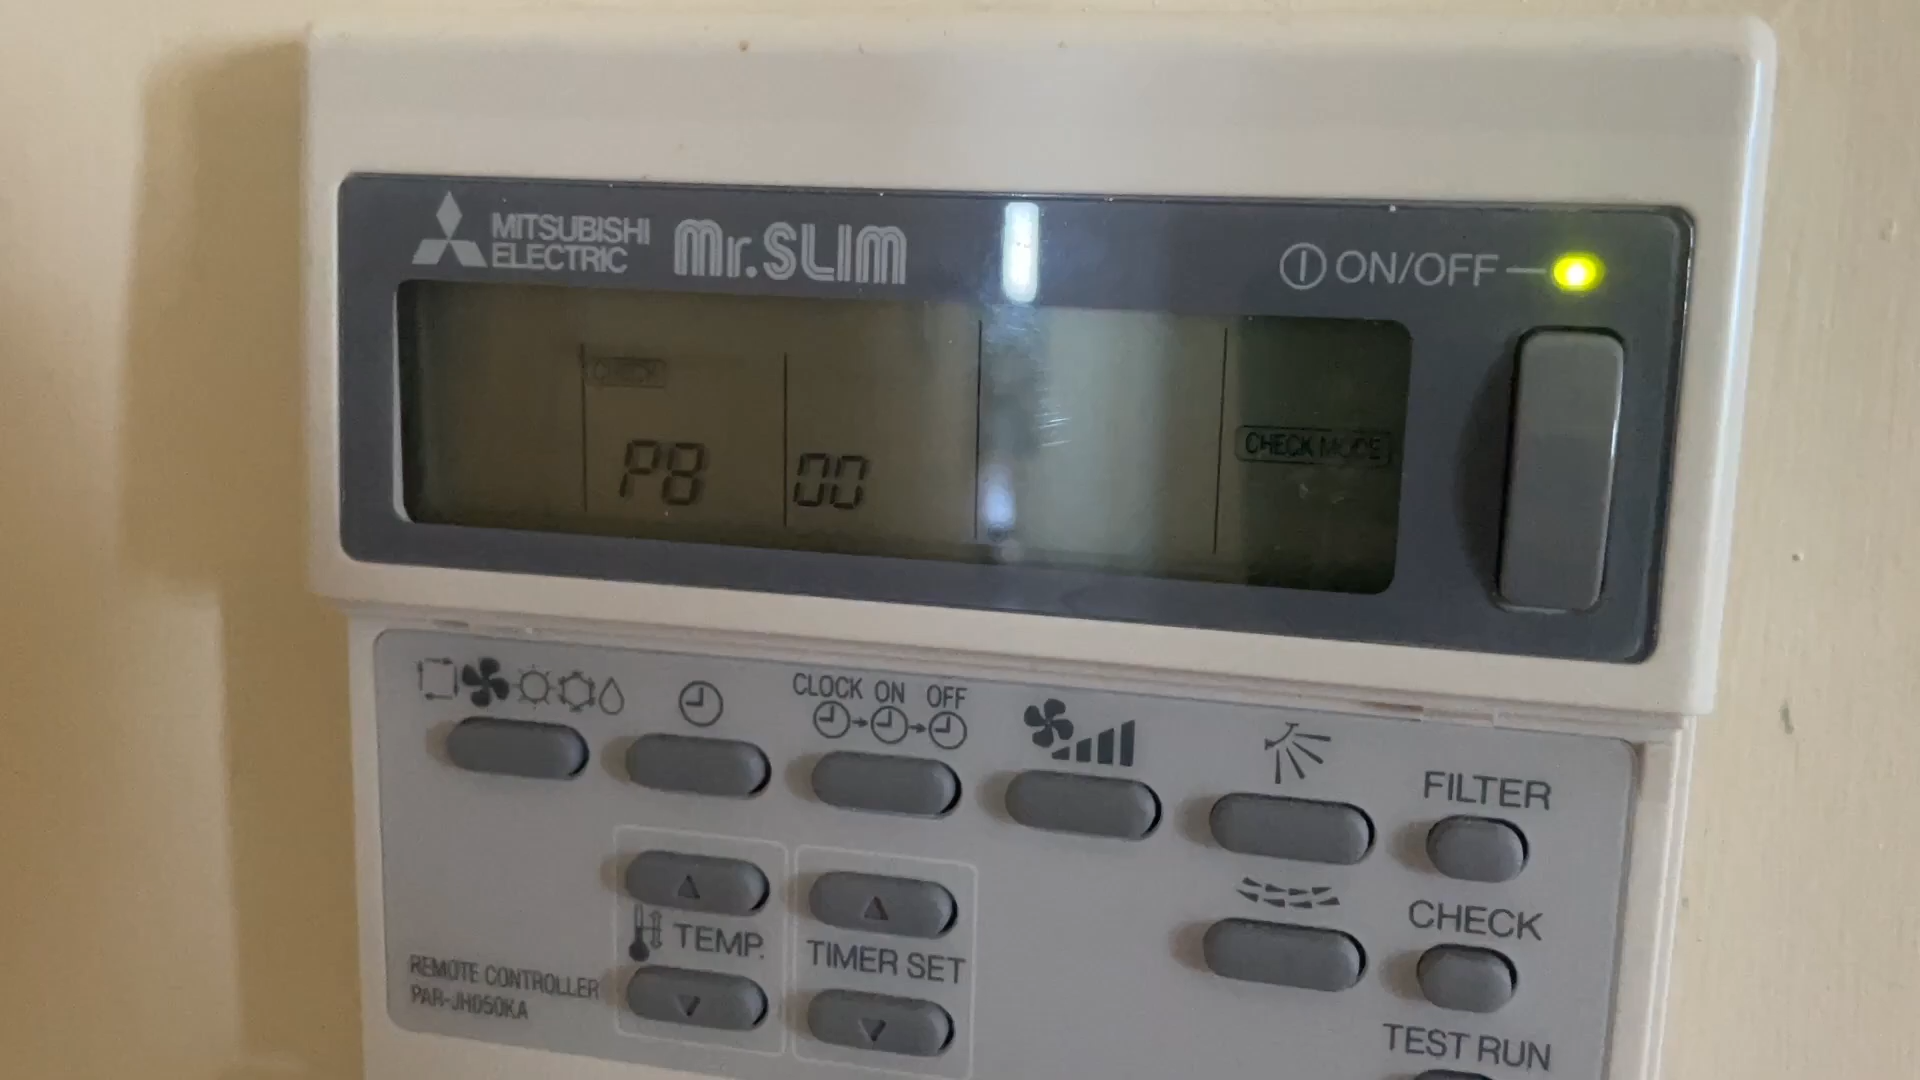 MITSUBISHI
ELECTRIC
Mr.SLIM
ON/OFF
CHECK
P8
00
CHECK MODE
CLOCK ON OFF
FILTER
CHECK
TEMP.
TIMER SET
REMOTE CONTROLLER
PAR-JH050KA
TEST RUN